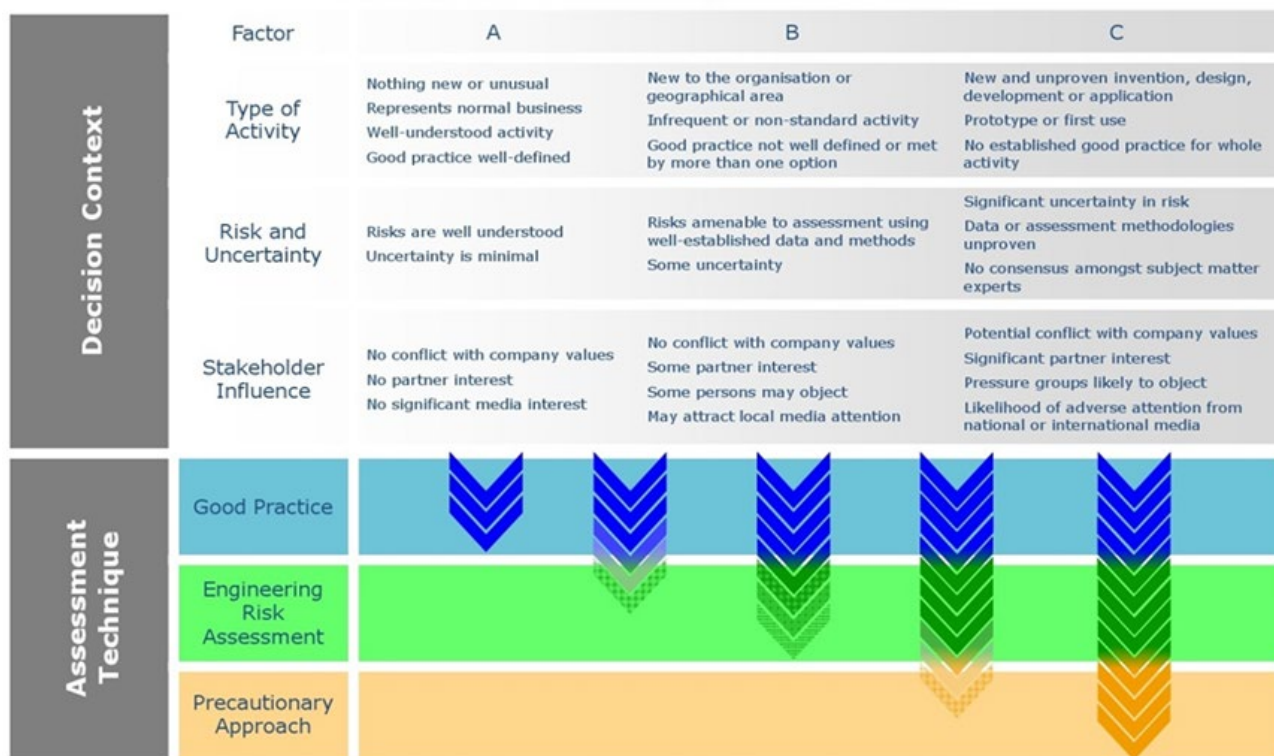 Decision Context
Factor
A
B
C
Type of
Activity
Nothing new or unusual
Represents normal business
Well-understood activity
Good practice well-defined
New to the organisation or
geographical area
Infrequent or non-standard activity
Good practice not well defined or met
by more than one option
New and unproven invention, design,
development or application
Prototype or first use
No established good practice for whole
activity
Risk and
Uncertainty
Risks are well understood
Uncertainty is minimal
Risks amenable to assessment using
well-established data and methods
Some uncertainty
Significant uncertainty in risk
Data or assessment methodologies
unproven
No consensus amongst subject matter
experts
Stakeholder
Influence
No conflict with company values
No partner interest
No significant media interest
No conflict with company values
Some partner interest
Some persons may object
May attract local media attention
Potential conflict with company values
Significant partner interest
Pressure groups likely to object
Likelihood of adverse attention from
national or international media
Assessment
Technique
Good Practice
Engineering
Risk
Assessment
Precautionary
Approach